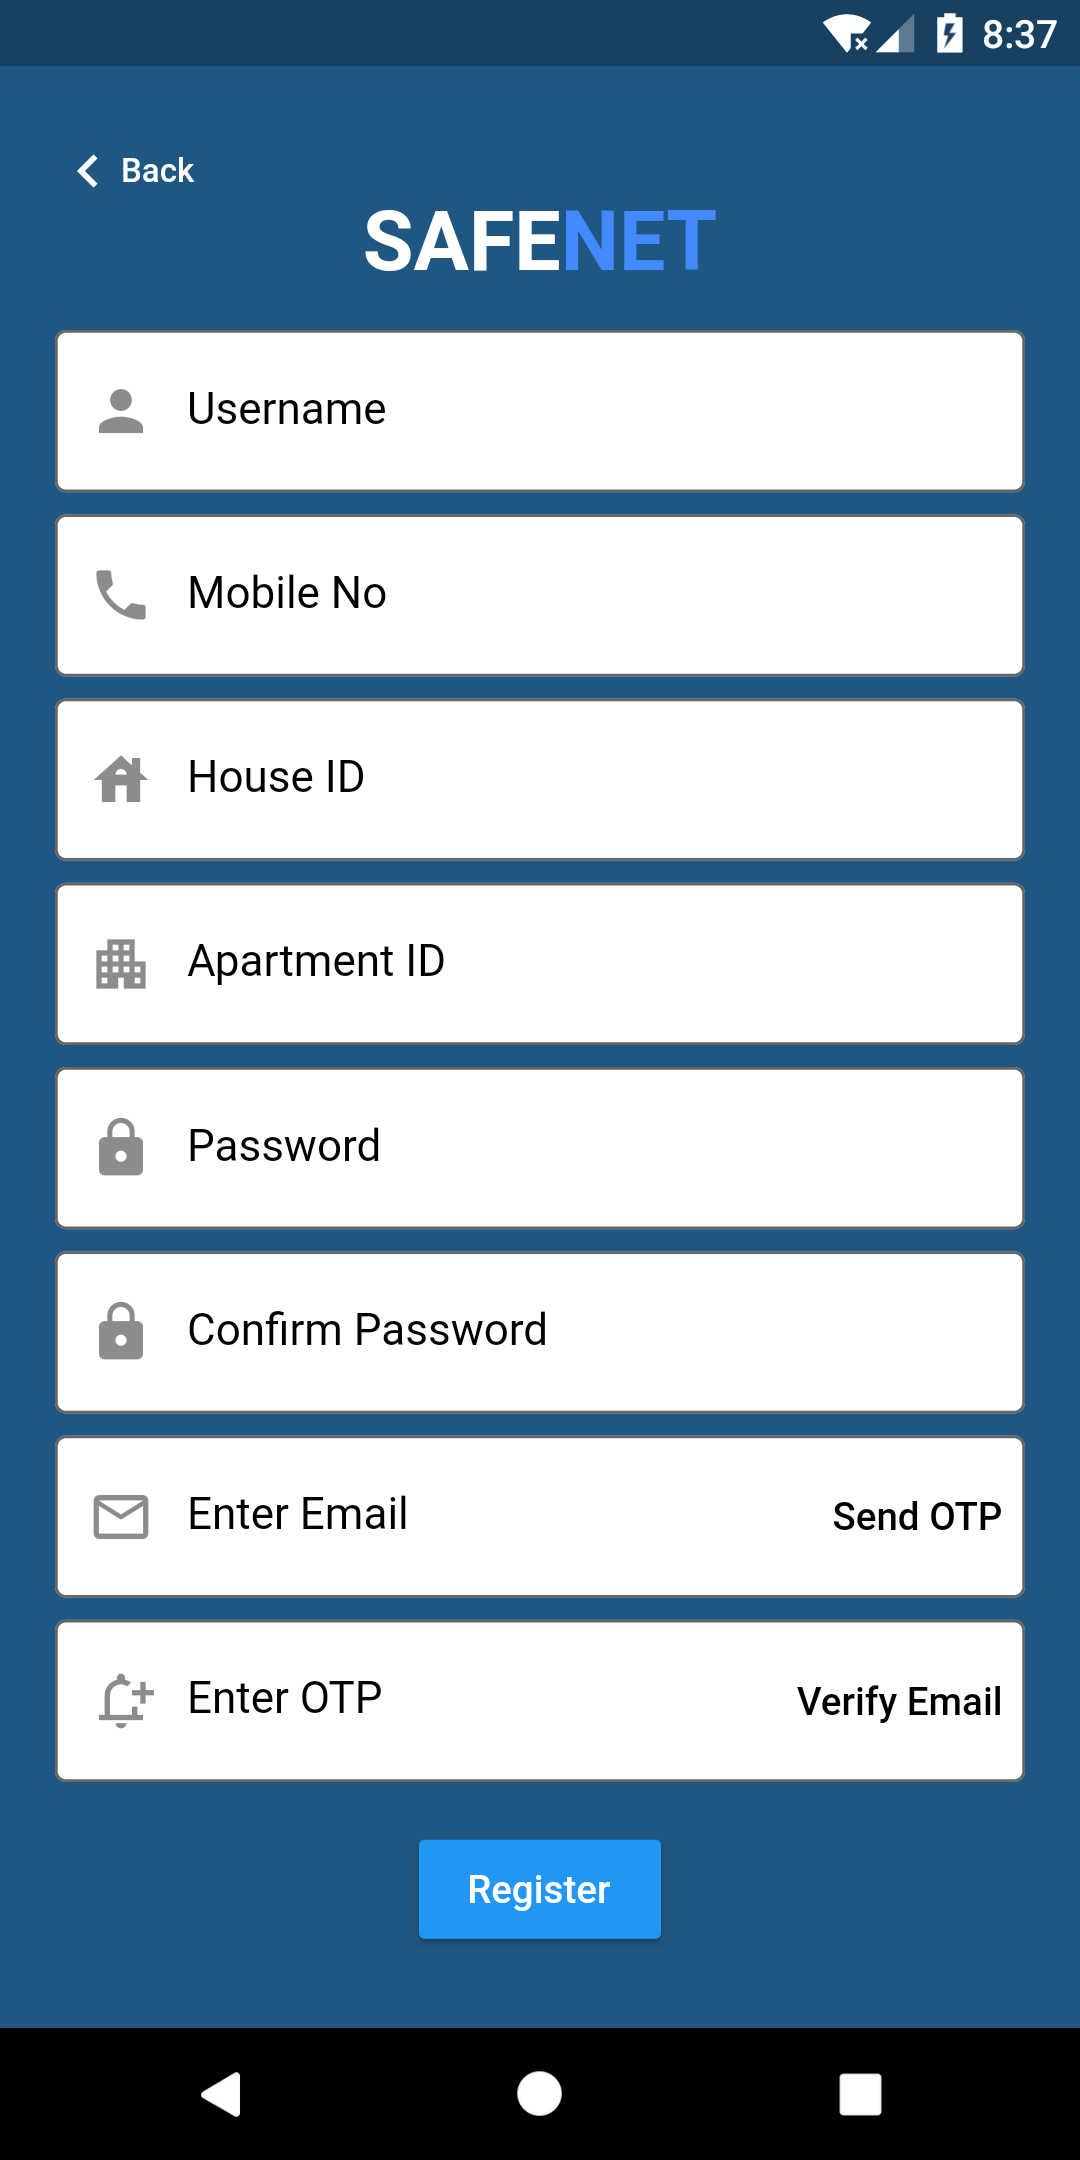 8:37
Back
SAFENET
Username
Mobile No
House ID
Apartment ID
Password
Confirm Password
Enter Email Send OTP
Enter OTP Verify Email
Register